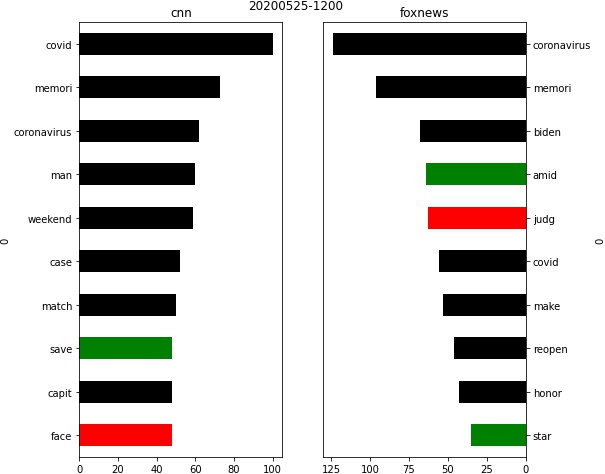 20200525-1200
cnn
foxnews
covid
memori
coronavirus
man
weekend
case
match
save
capit
face
0 20 40 60 80 100
0
coronavirus
memori
biden
amid
judg
covid
make
reopen
honor
star
125 100 75 50 25 0
0